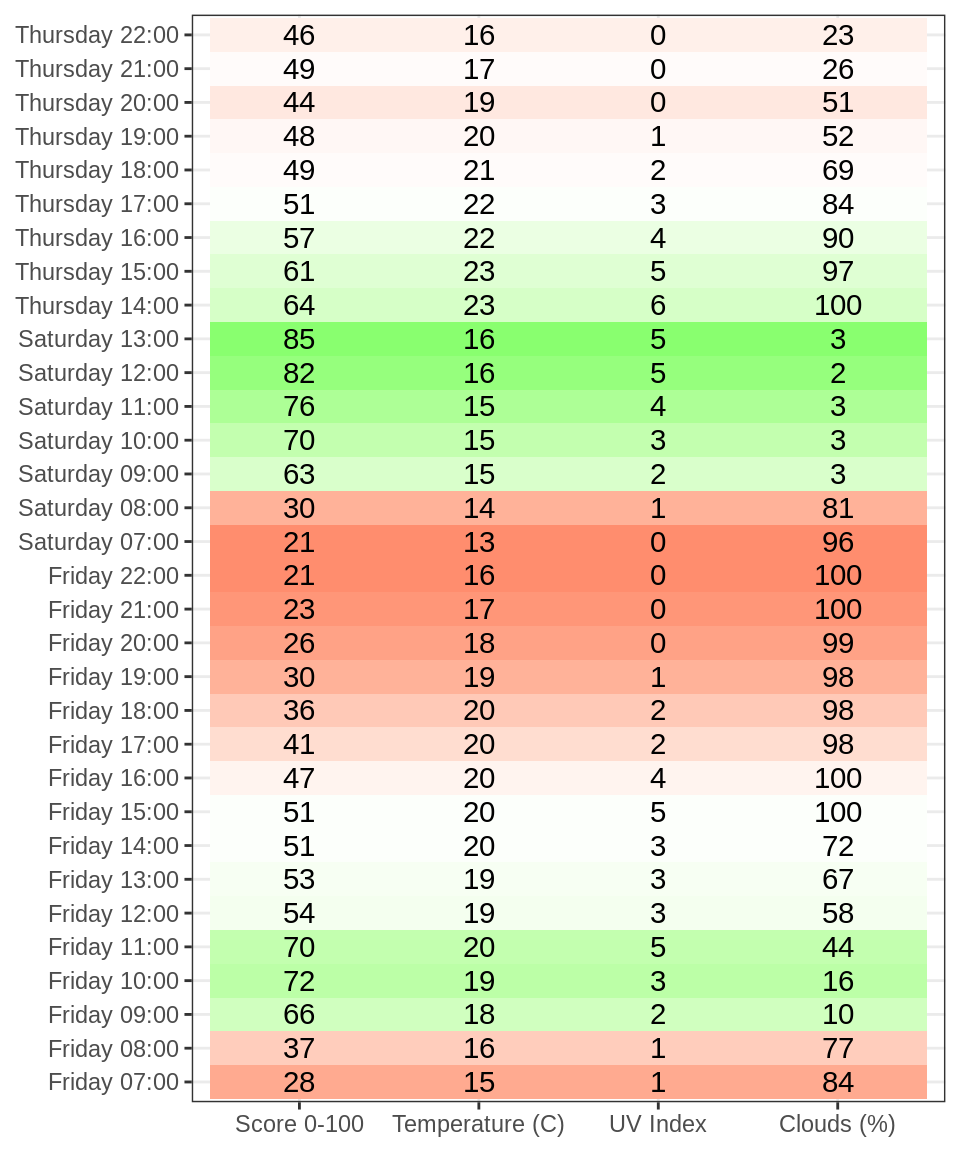 Thursday 22:00 46 16 0 23
Thursday 21:00 49 17 0 26
Thursday 20:00 44 19 0 51
Thursday 19:00 48 20 1 52
Thursday 18:00 49 21 2 69
Thursday 17:00 51 22 3 84
Thursday 16:00 57 22 4 90
Thursday 15:00 61 23 5 97
Thursday 14:00 64 23 6 100
Saturday 13:00 85 16 5 3
Saturday 12:00 82 16 5 2
Saturday 11:00 76 15 4 3
Saturday 10:00 70 15 3 3
Saturday 09:00 63 15 2 3
Saturday 08:00 30 14 1 81
Saturday 07:00 21 13 0 96
Friday 22:00 21 16 0 100
Friday 21:00 23 17 0 100
Friday 20:00 26 18 0 99
Friday 19:00 30 19 1 98
Friday 18:00 36 20 2 98
Friday 17:00 41 20 2 98
Friday 16:00 47 20 4 100
Friday 15:00 51 20 5 100
Friday 14:00 51 20 3 72
Friday 13:00 53 19 3 67
Friday 12:00 54 19 3 58
Friday 11:00 70 20 5 44
Friday 10:00 72 19 3 16
Friday 09:00 66 18 2 10
Friday 08:00 37 16 1 77
Friday 07:00 28 15 1 84
Score 0-100 Temperature (C) UV Index Clouds (%)